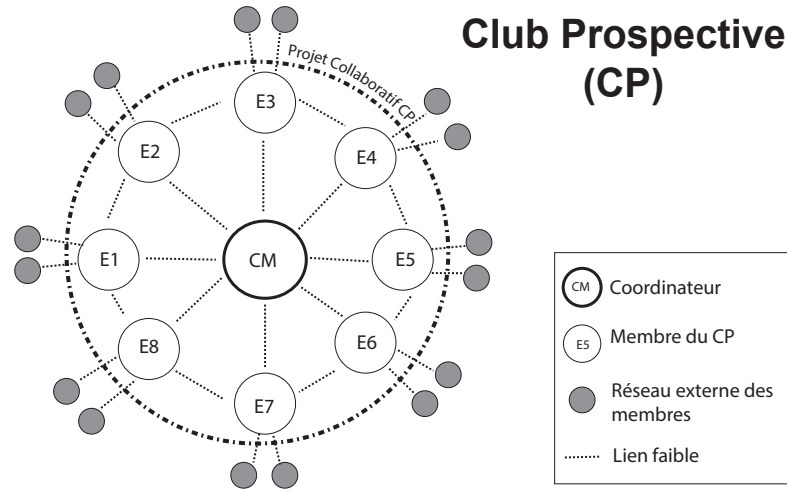 Club Prospective
(CP)
Projet Collaboratif CP
E3
E2
E4
E1
CM
E5
E8
E6
E7
CM Coordinateur
E5 Membre du CP
Réseau externe des
membres
Lien faible